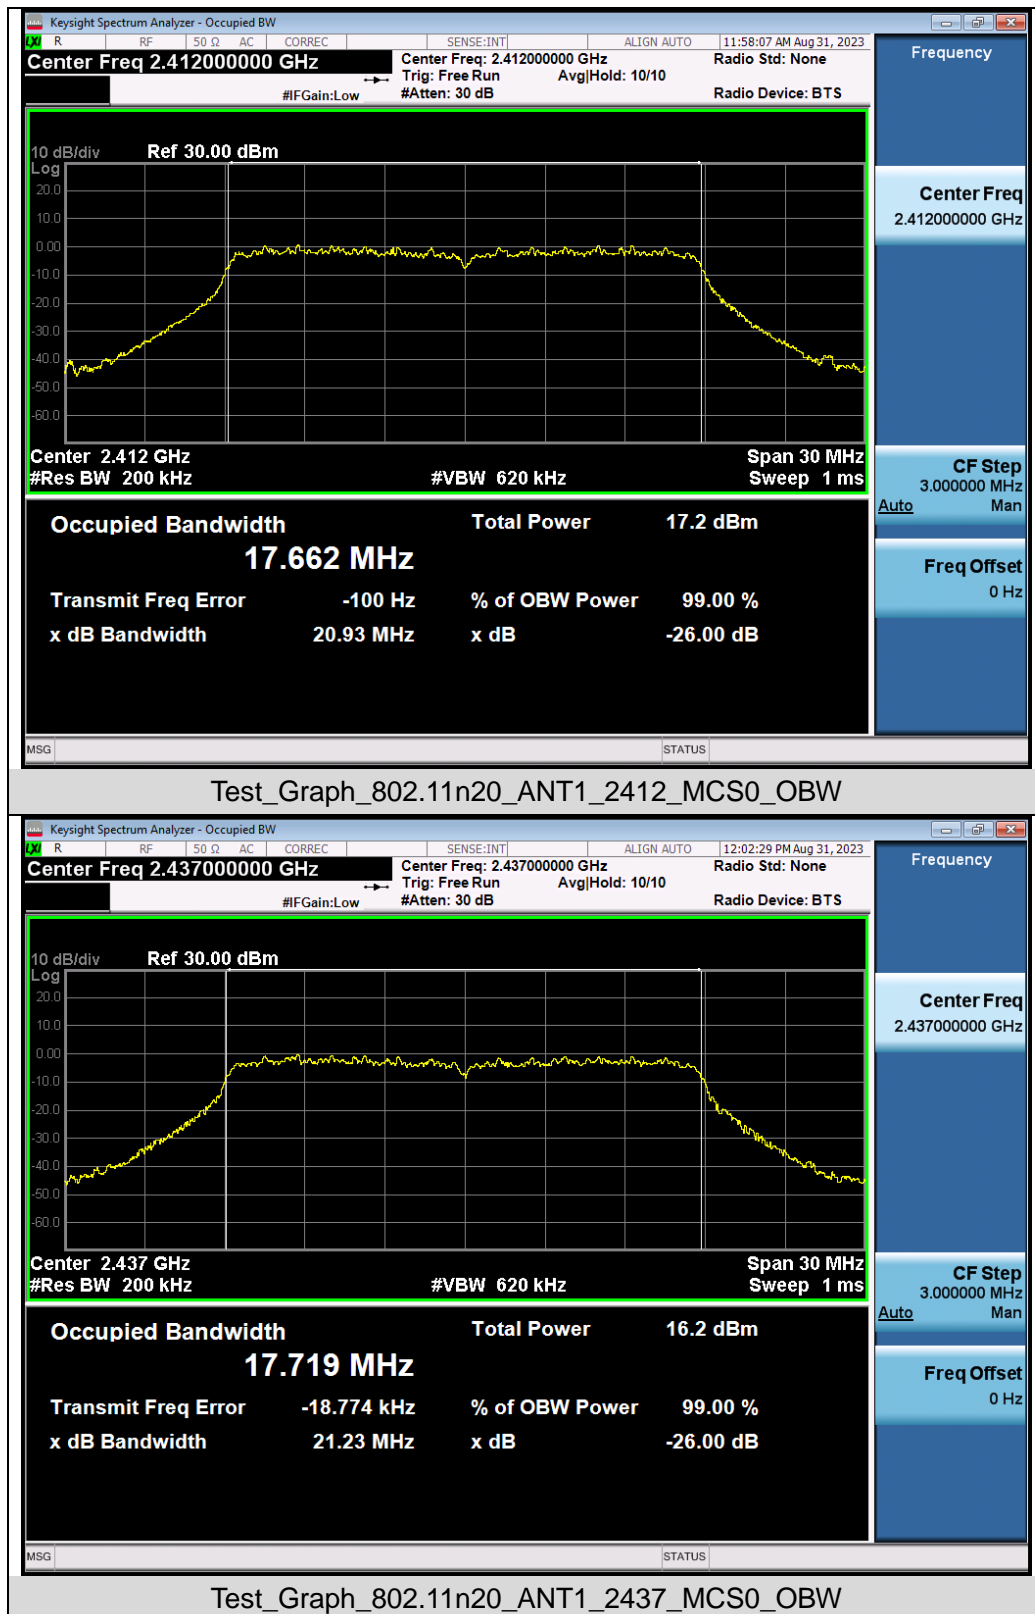 Keysight Spectrum Analyzer - Occupied BW
LXI R RF 50 Ω AC CORREC SENSE:INT ALIGN AUTO 11:58:07 AM Aug 31, 2023
Center Freq 2.412000000 GHz Center Freq: 2.412000000 GHz Radio Std: None
Trig: Free Run Avg|Hold: 10/10
#IFGain:Low #Atten: 30 dB Radio Device: BTS
10 dB/div Ref 30.00 dBm
Log
20.0
10.0
0.00
-10.0
-20.0
-30.0
-40.0
-50.0
-60.0
Center 2.412 GHz Span 30 MHz
#Res BW 200 kHz #VBW 620 kHz Sweep 1 ms
Occupied Bandwidth Total Power 17.2 dBm
17.662 MHz
Transmit Freq Error -100 Hz % of OBW Power 99.00 %
x dB Bandwidth 20.93 MHz x dB -26.00 dB
MSG STATUS
Frequency
Center Freq
2.412000000 GHz
CF Step
3.000000 MHz
Auto Man
Freq Offset
0 Hz
Test_Graph_802.11n20_ANT1_2412_MCS0_OBW
Keysight Spectrum Analyzer - Occupied BW
LXI R RF 50 Ω AC CORREC SENSE:INT ALIGN AUTO 12:02:29 PM Aug 31, 2023
Center Freq 2.437000000 GHz Center Freq: 2.437000000 GHz Radio Std: None
Trig: Free Run Avg|Hold: 10/10
#IFGain:Low #Atten: 30 dB Radio Device: BTS
10 dB/div Ref 30.00 dBm
Log
20.0
10.0
0.00
-10.0
-20.0
-30.0
-40.0
-50.0
-60.0
Center 2.437 GHz Span 30 MHz
#Res BW 200 kHz #VBW 620 kHz Sweep 1 ms
Occupied Bandwidth Total Power 16.2 dBm
17.719 MHz
Transmit Freq Error -18.774 kHz % of OBW Power 99.00 %
x dB Bandwidth 21.23 MHz x dB -26.00 dB
MSG STATUS
Frequency
Center Freq
2.437000000 GHz
CF Step
3.000000 MHz
Auto Man
Freq Offset
0 Hz
Test_Graph_802.11n20_ANT1_2437_MCS0_OBW